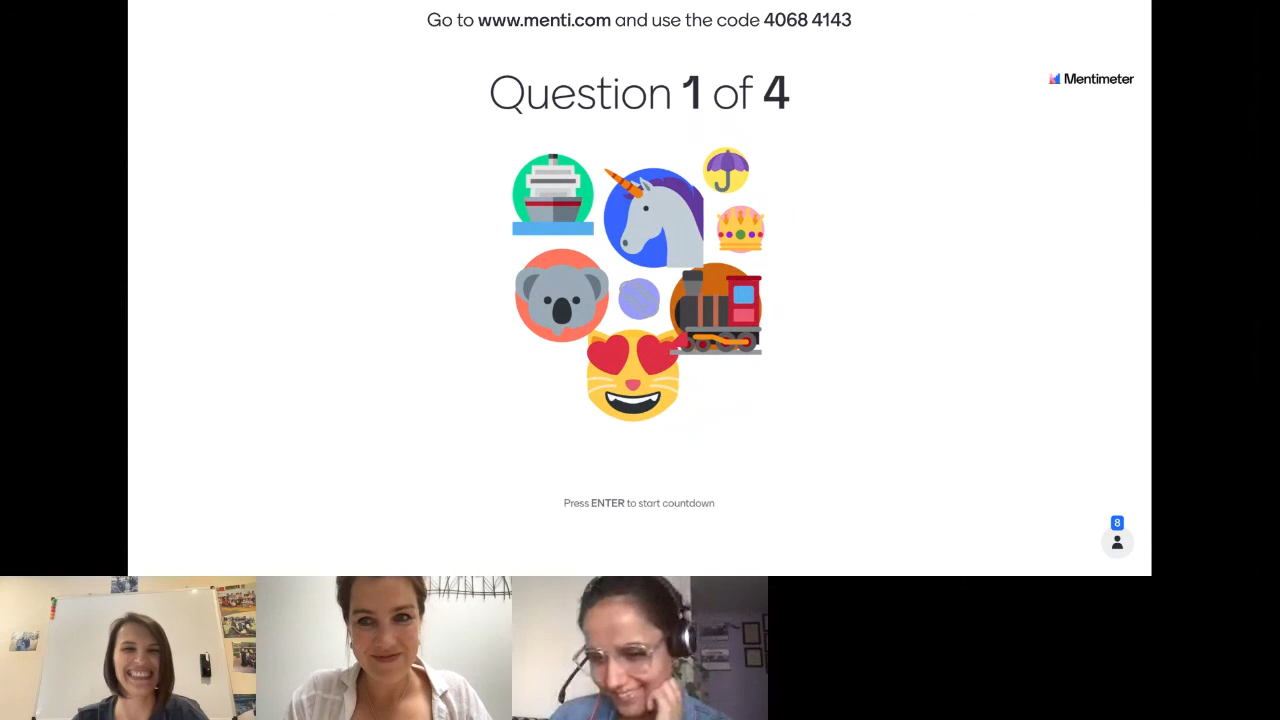 Go to www.menti.com and use the code 4068 4143
Mentimeter
Question 1 of 4
Press ENTER to start countdown
8